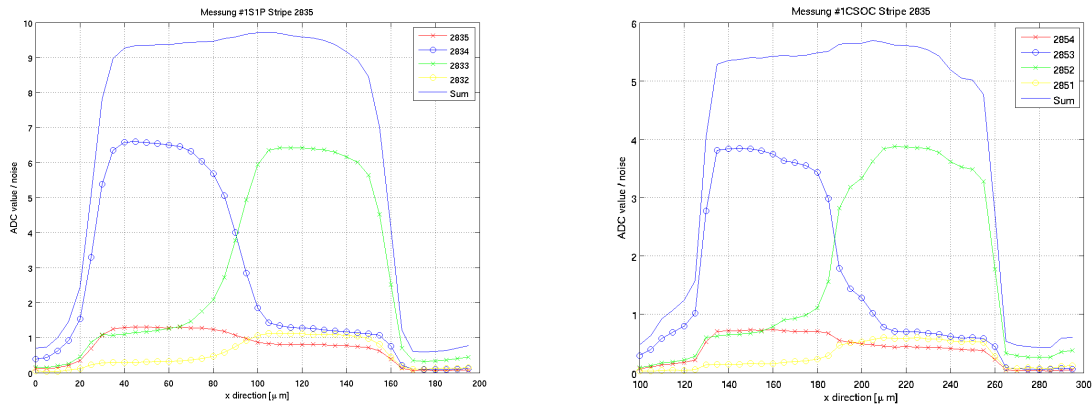 Messung #1S1P Stripe 2835
ADC value / noise
10
9
8
7
6
5
4
3
2
1
0
0 20 40 60 80 100 120 140 160 180 200
x direction [μ m]
2835
2834
2833
2832
Sum
Messung #1CSOC Stripe 2835
ADC value / noise
6
5
4
3
2
1
0
100 120 140 160 180 200 220 240 260 280 300
x direction [μ m]
2854
2853
2852
2851
Sum